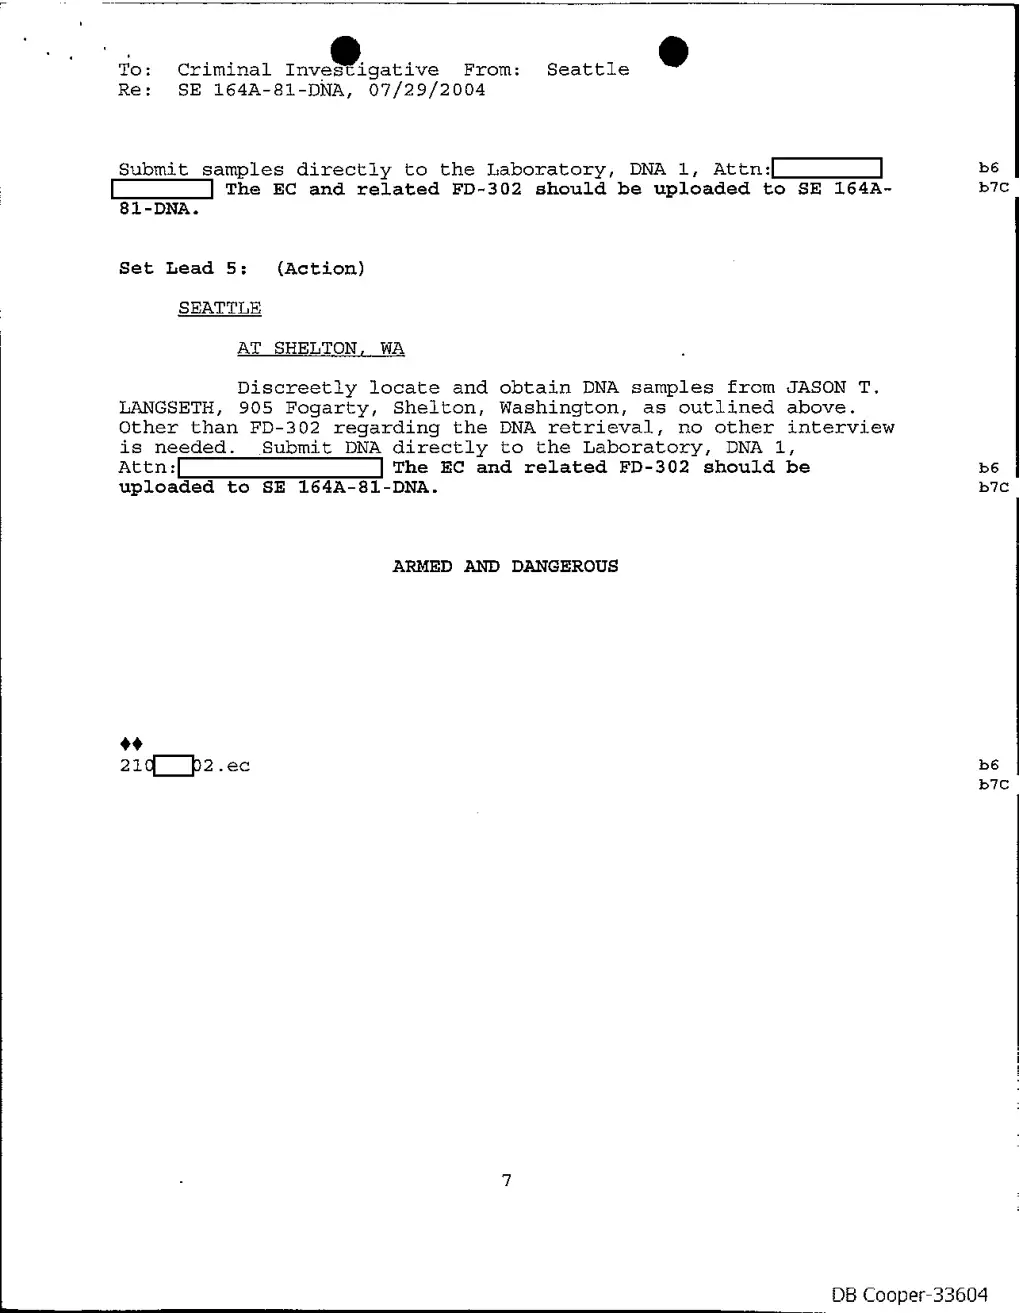 To: Criminal Investigative From: Seattle
Re: SE 164A-81-DNA, 07/29/2004
Submit samples directly to the Laboratory, DNA 1, Attn: b6
The EC and related FD-302 should be uploaded to SE 164A- b7C
81-DNA.
Set Lead 5: (Action)
SEATTLE
AT SHELTON, WA
Discreetly locate and obtain DNA samples from JASON T.
LANGSETH, 905 Fogarty, Shelton, Washington, as outlined above.
Other than FD-302 regarding the DNA retrieval, no other interview
is needed. Submit DNA directly to the Laboratory, DNA 1,
Attn: The EC and related FD-302 should be b6
uploaded to SE 164A-81-DNA. b7C
ARMED AND DANGEROUS
♦♦
210 02.ec b6
b7C
7
DB Cooper-33604